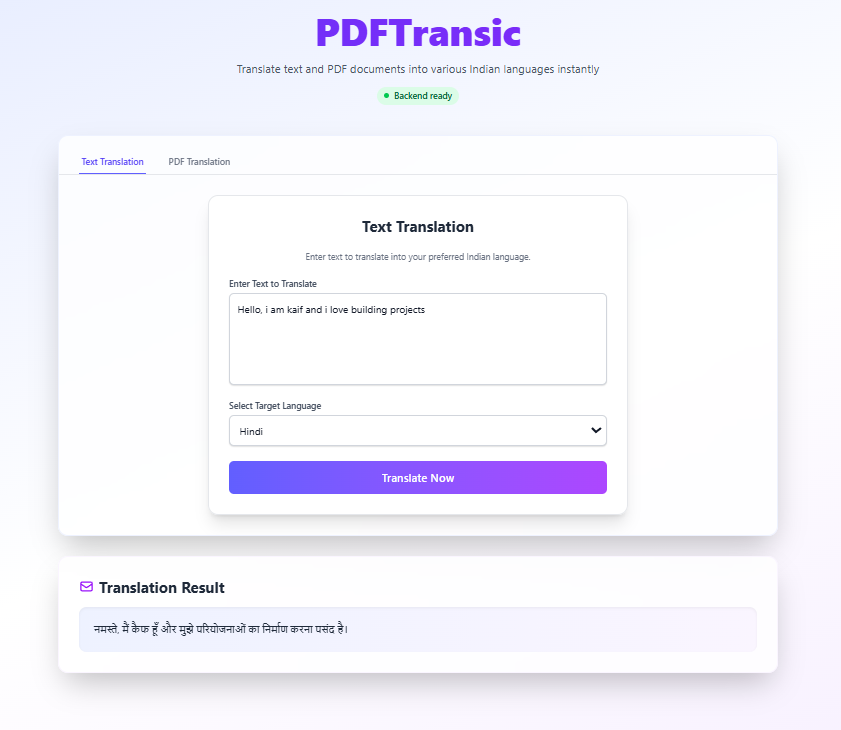 PDFTransic
Translate text and PDF documents into various Indian languages instantly
Backend ready
Text Translation
PDF Translation
Text Translation
Enter text to translate into your preferred Indian language.
Enter Text to Translate
Hello, i am kaif and i love building projects
Select Target Language
Hindi
Translate Now
Translation Result
नमस्ते, मैं कैफ हूँ और मुझे परियोजनाओं का निर्माण करना पसंद है।